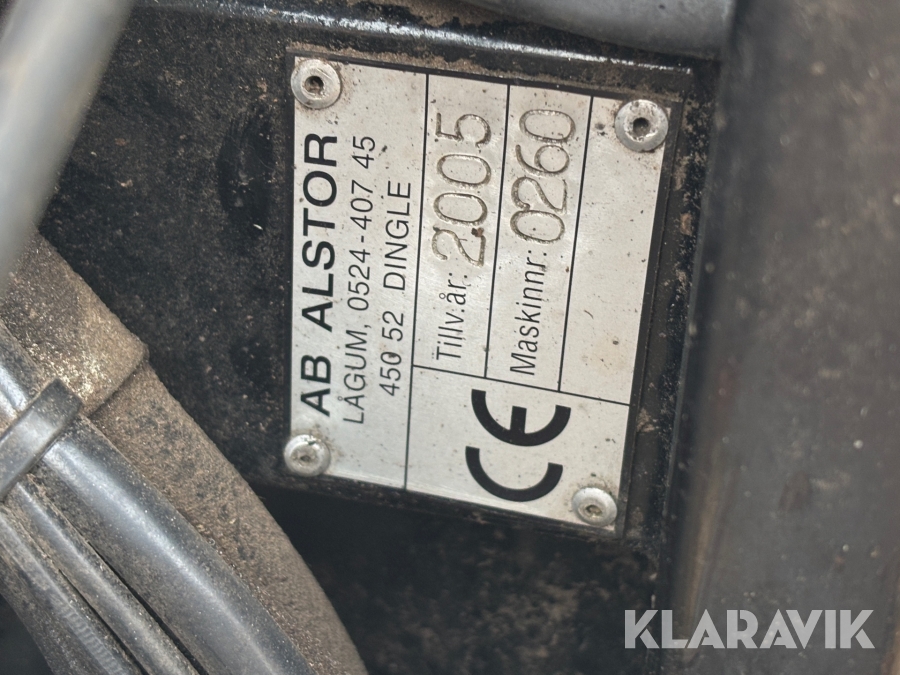 AB ALSTOR
LÅGUM, 0524-407 45
450 52 DINGLE
Tillv.år: 2005
Maskinnr: 0260
CE
KLARAVIK